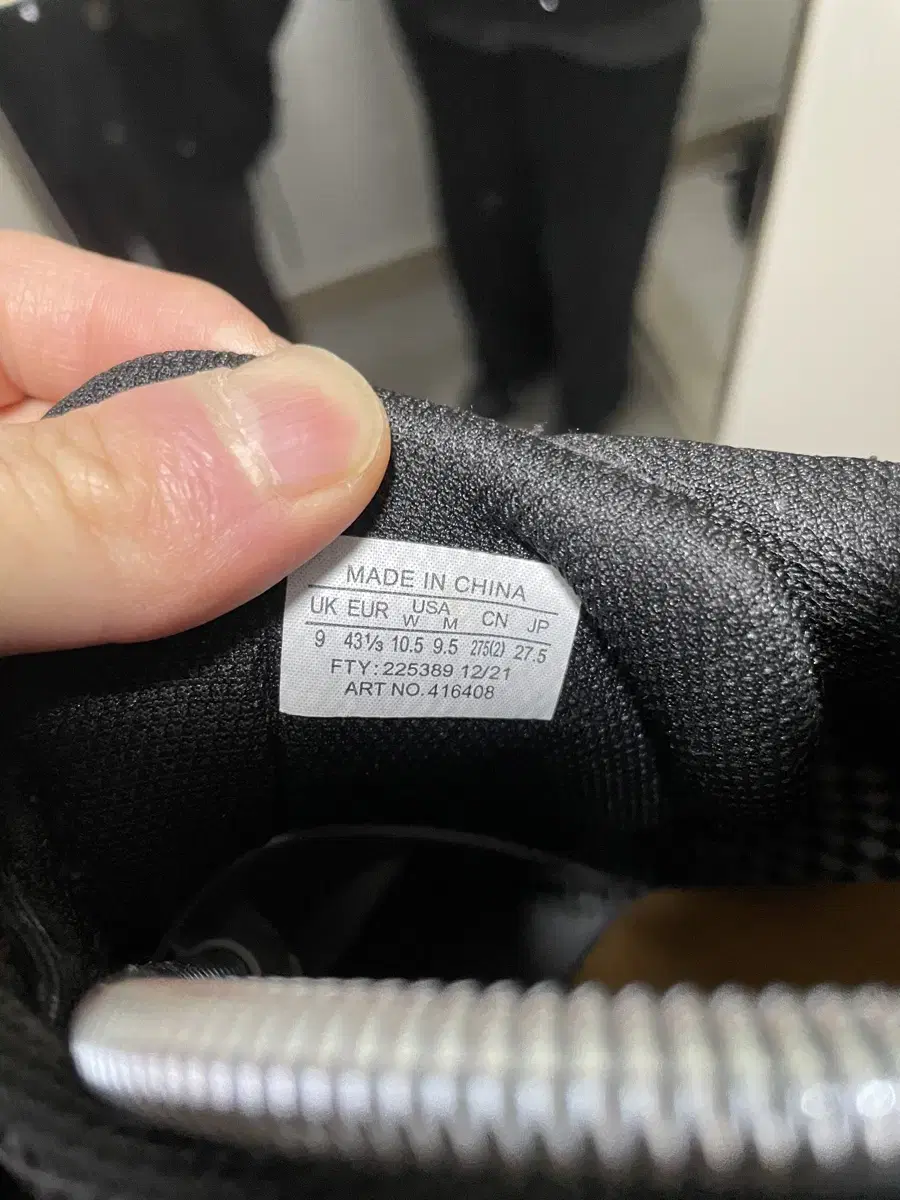 MADE IN CHINA
UK EUR USA CN JP
W M
9 43⅓ 10.5 9.5 275(2) 27.5
FTY: 225389 12/21
ART NO. 416408